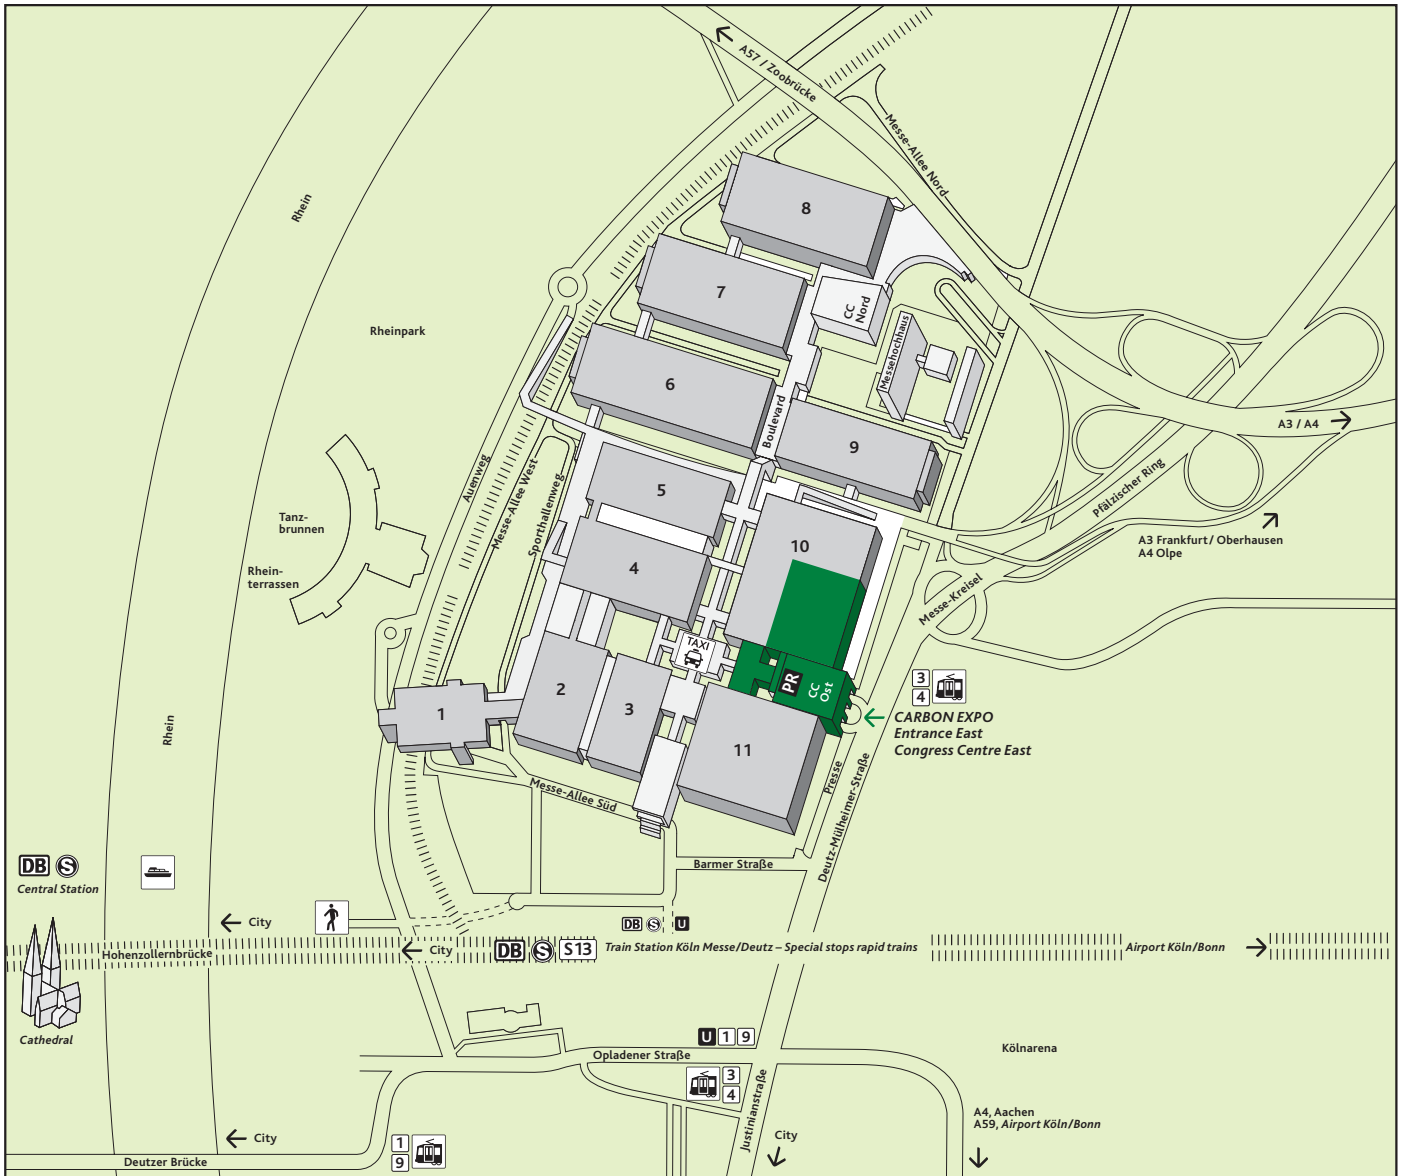 A57 / Zoobrücke
Messe-Allee Nord
Rhein
8
7
CC
Nord
Messehochhaus
Rheinpark
6
Boulevard
9
A3 / A4
Auenweg
Messe-Allee West
Sporthallenweg
5
Pfälzischer Ring
Tanz-
brunnen
10
A3 Frankfurt / Oberhausen
A4 Olpe
Rhein-
terrassen
4
Messe-Kreisel
TAXI
2
3
PR
CC
Ost
3
4
1
CARBON EXPO
Entrance East
Congress Centre East
Rhein
11
Presse
Deutz-Mülheimer-Straße
Messe-Allee Süd
Barmer Straße
DB S
Central Station
City
DB S U
Hohenzollernbrücke
City
DB S S13
Train Station Köln Messe/Deutz – Special stops rapid trains
Airport Köln/Bonn
Cathedral
U 1 9
Opladener Straße
Kölnarena
3
4
Justinianstraße
A4, Aachen
A59, Airport Köln/Bonn
City
City
1
9
Deutzer Brücke